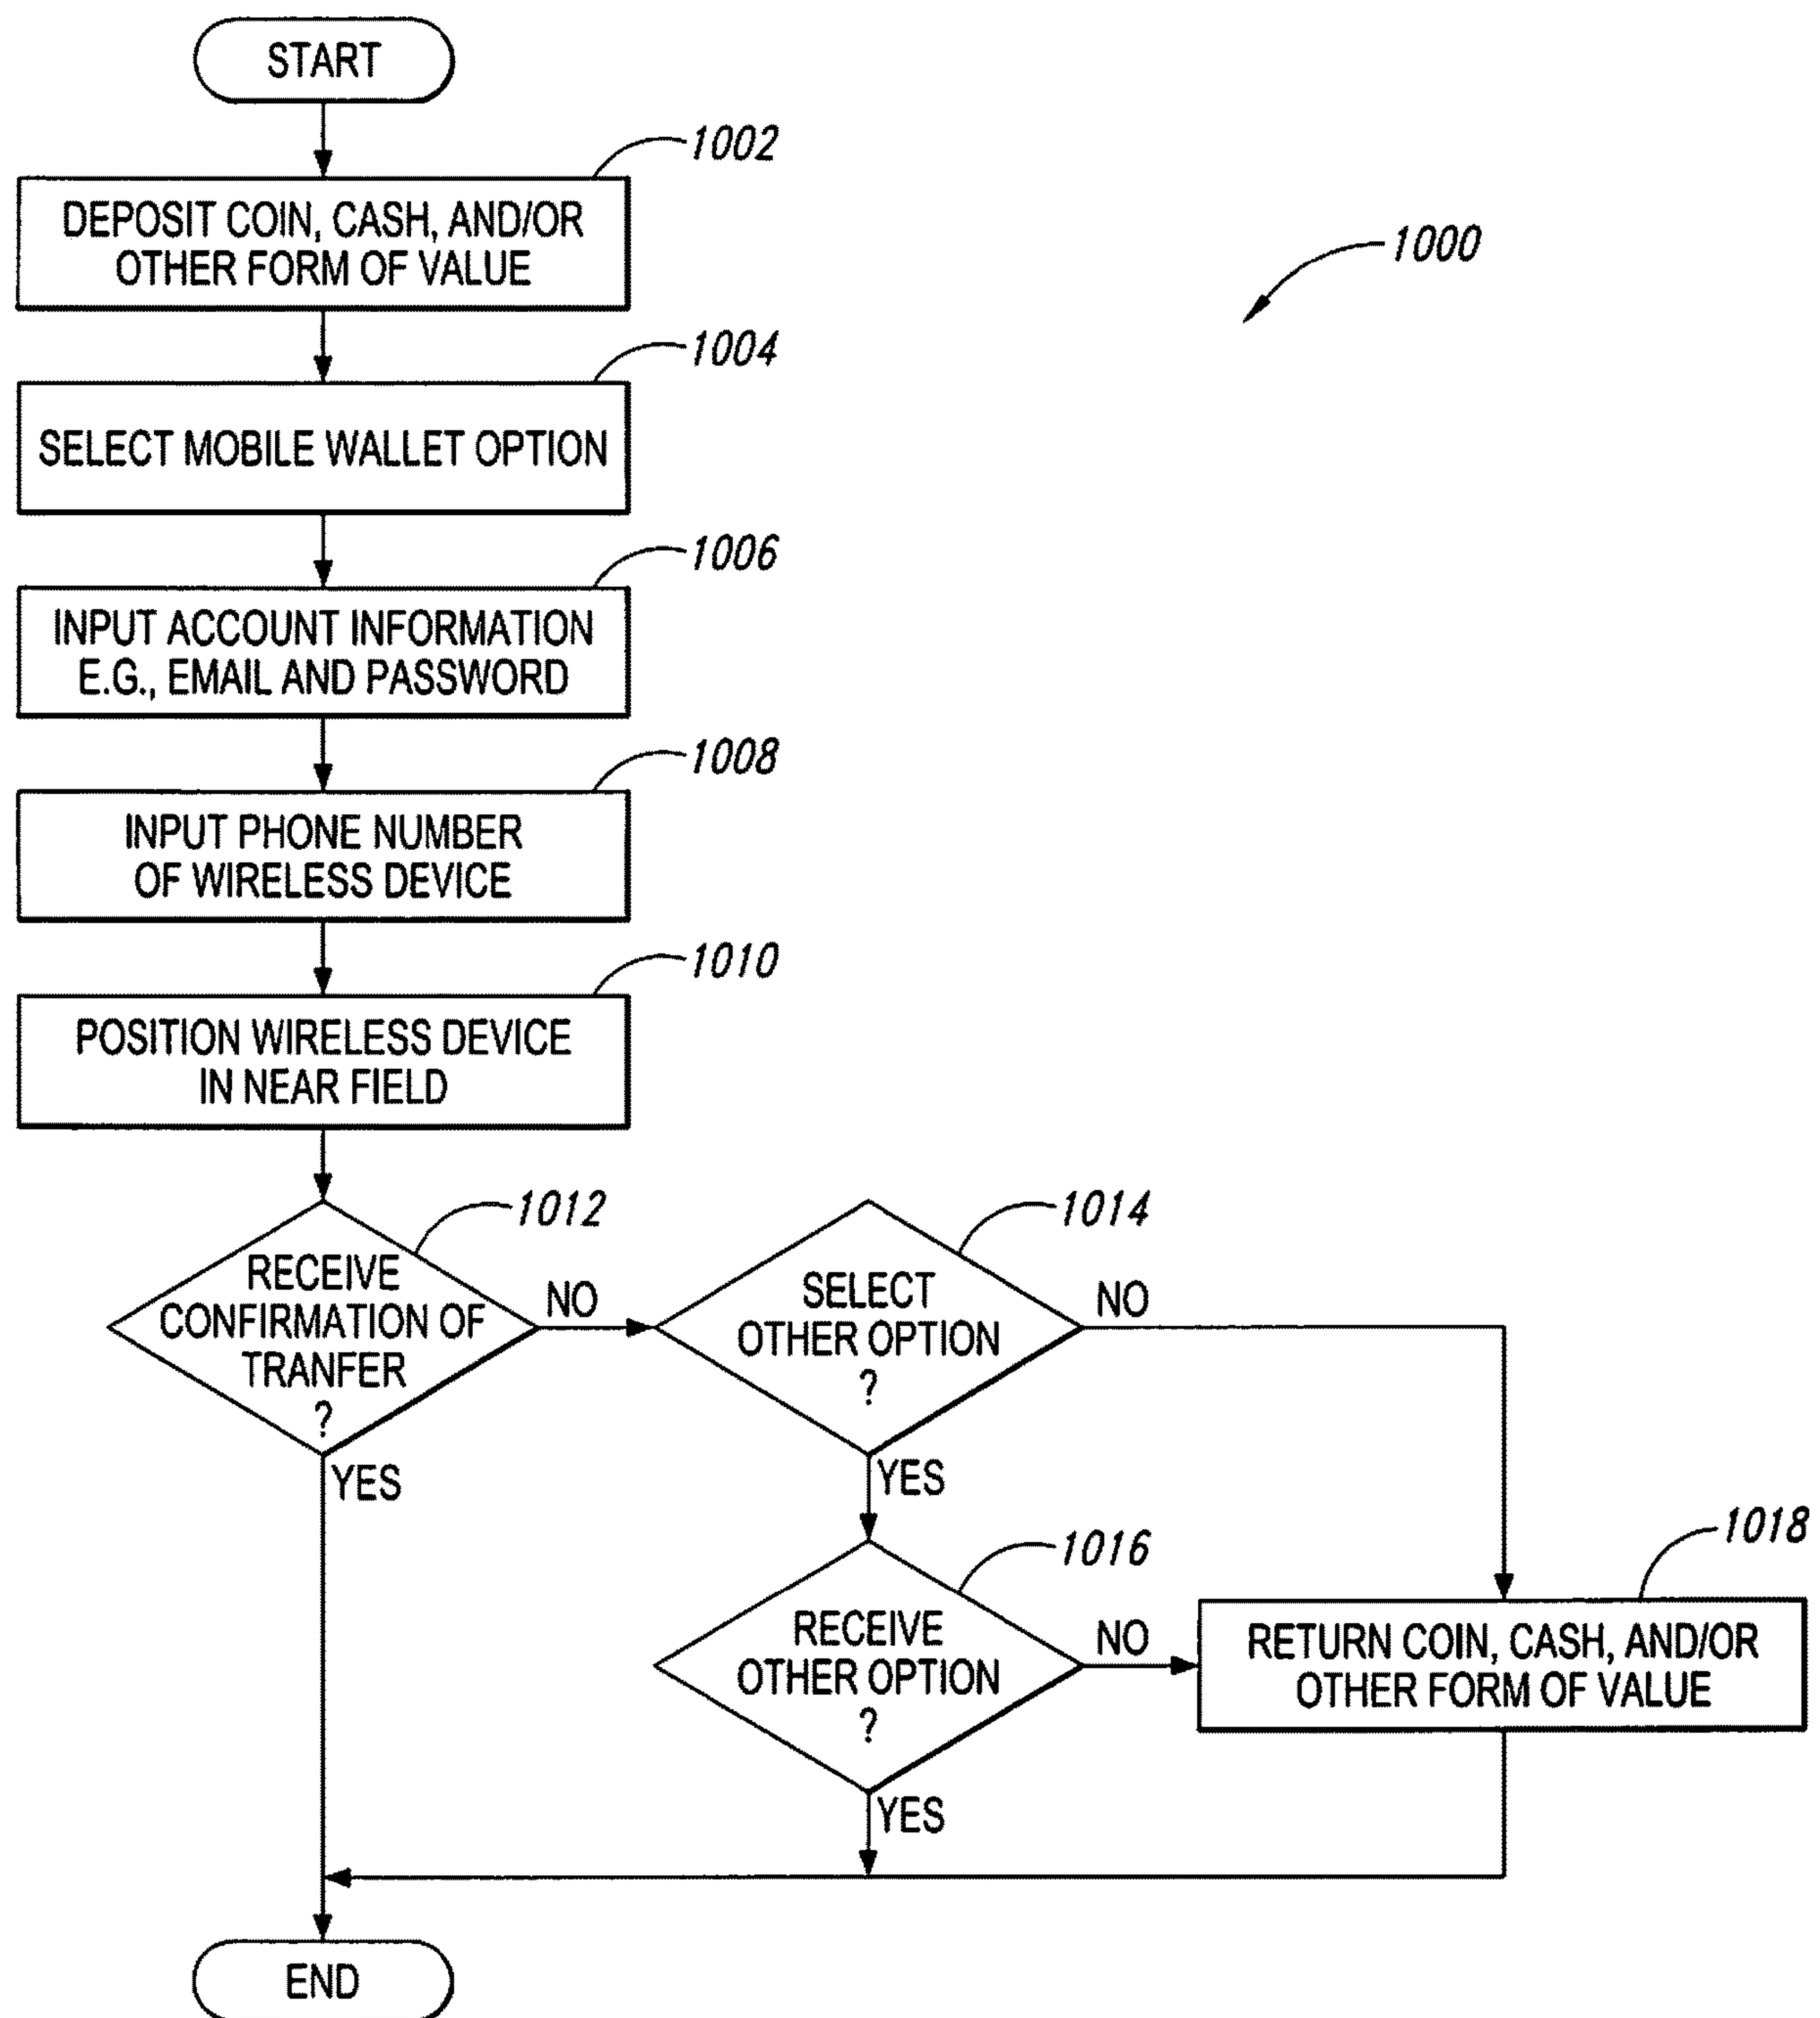 START
1002
DEPOSIT COIN, CASH, AND/OR
OTHER FORM OF VALUE
1000
1004
SELECT MOBILE WALLET OPTION
1006
INPUT ACCOUNT INFORMATION
E.G., EMAIL AND PASSWORD
1008
INPUT PHONE NUMBER
OF WIRELESS DEVICE
1010
POSITION WIRELESS DEVICE
IN NEAR FIELD
1012
RECEIVE
CONFIRMATION OF
TRANFER
?
NO
YES
1014
SELECT
OTHER OPTION
?
NO
YES
1016
RECEIVE
OTHER OPTION
?
NO
YES
1018
RETURN COIN, CASH, AND/OR
OTHER FORM OF VALUE
END